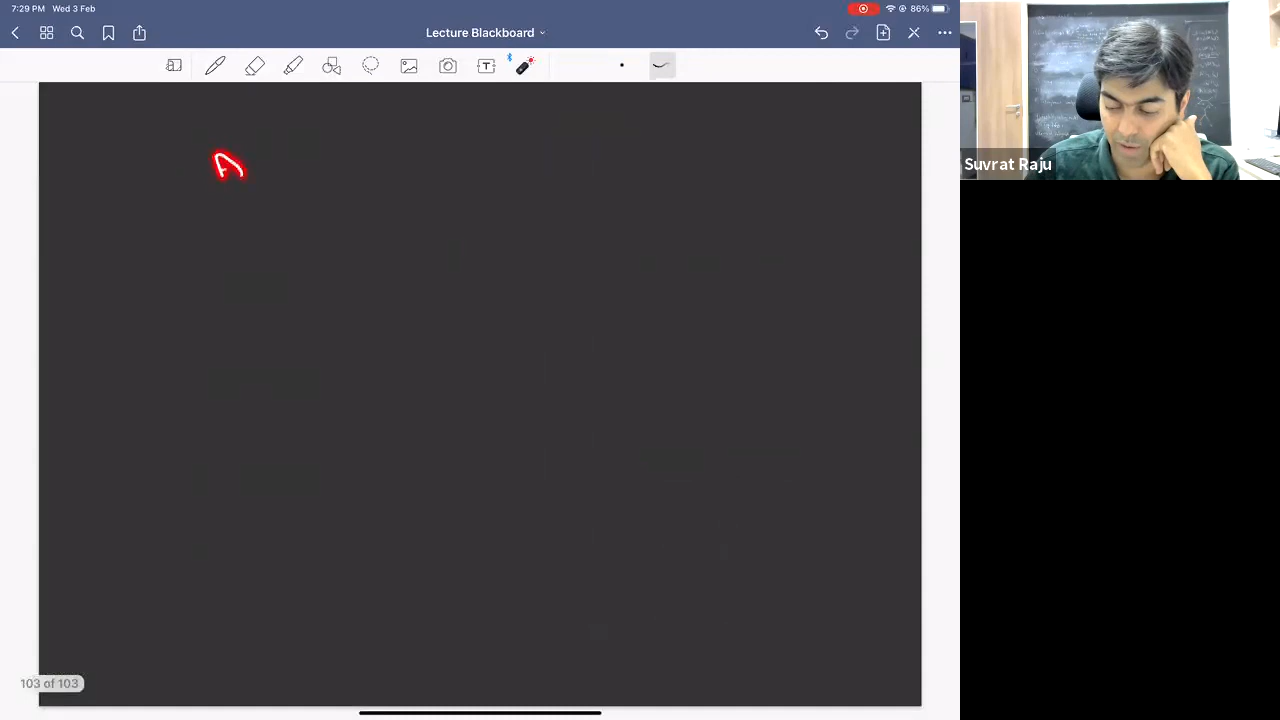 7:29 PM Wed 3 Feb
86%
Lecture Blackboard
T
A
103 of 103
Suvrat Raju